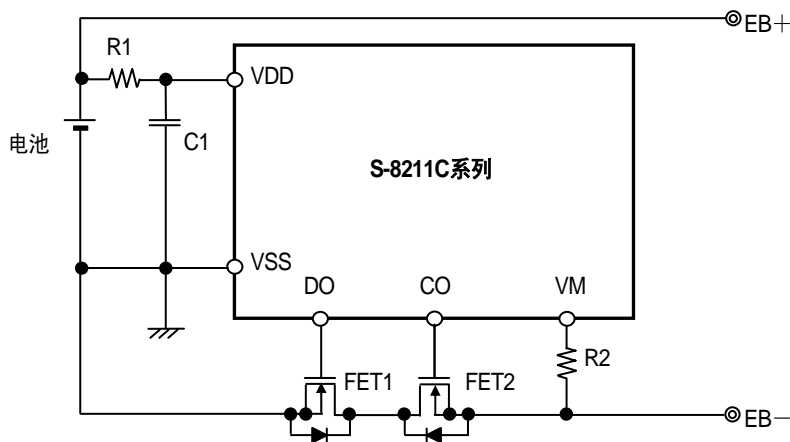 EB＋
R1
VDD
C1
电池
S-8211C系列
VSS
DO
CO
VM
R2
FET1
FET2
EB－